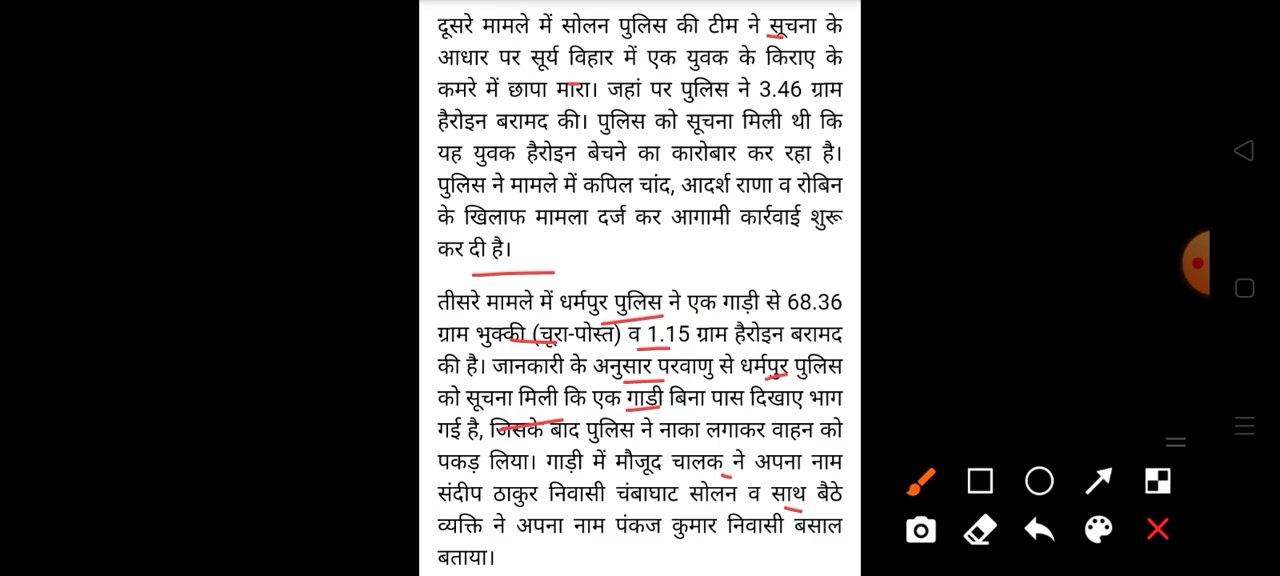 दूसरे मामले में सोलन पुलिस की टीम ने सूचना के
आधार पर सूर्य विहार में एक युवक के किराए के
कमरे में छापा मारा। जहां पर पुलिस ने 3.46 ग्राम
हैरोइन बरामद की। पुलिस को सूचना मिली थी कि
यह युवक हैरोइन बेचने का कारोबार कर रहा है।
पुलिस ने मामले में कपिल चांद, आदर्श राणा व रोबिन
के खिलाफ मामला दर्ज कर आगामी कार्रवाई शुरू
कर दी है।
तीसरे मामले में धर्मपुर पुलिस ने एक गाड़ी से 68.36
ग्राम भुक्की (चूरा-पोस्त) व 1.15 ग्राम हैरोइन बरामद
की है। जानकारी के अनुसार परवाणु से धर्मपुर पुलिस
को सूचना मिली कि एक गाड़ी बिना पास दिखाए भाग
गई है, जिसके बाद पुलिस ने नाका लगाकर वाहन को
पकड़ लिया। गाड़ी में मौजूद चालक ने अपना नाम
संदीप ठाकुर निवासी चंबाघाट सोलन व साथ बैठे
व्यक्ति ने अपना नाम पंकज कुमार निवासी बसाल
बताया।